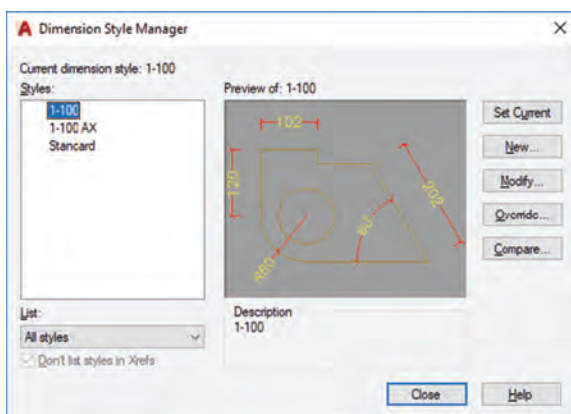 Dimension Style Manager
Current dimension style: 1-100
Styles:
1-100
1-100 AX
Stancard
List:
All styles
Don't list styles in Xrefs
Preview of: 1-100
102
120
202
60
R60
Description
1-100
Set Current
New...
Modify...
Override...
Compare...
Close
Help